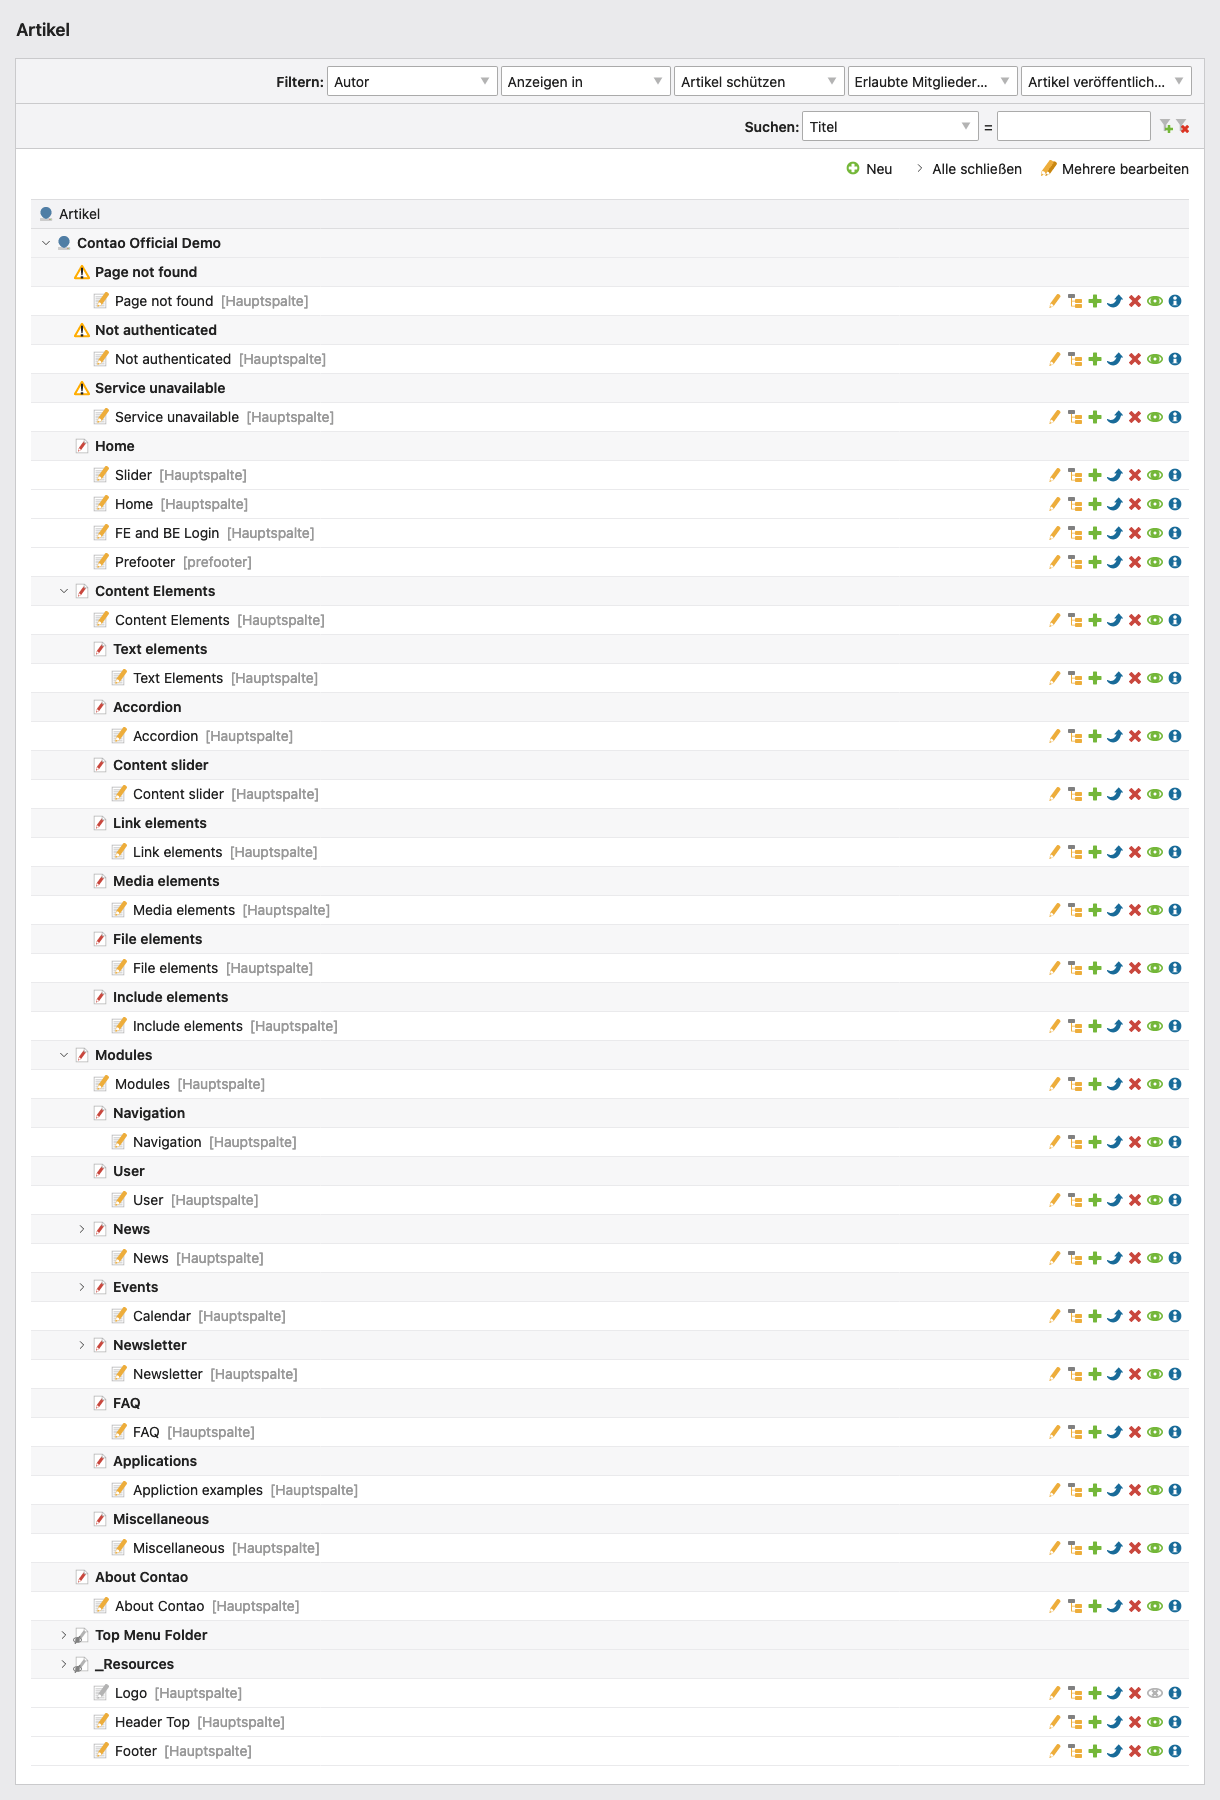 Artikel
Filtern: Autor Anzeigen in Artikel schützen Erlaubte Mitglieder... Artikel veröffentlich...
Suchen: Titel =
Neu Alle schließen Mehrere bearbeiten
Artikel
Contao Official Demo
Page not found
Page not found [Hauptspalte]
Not authenticated
Not authenticated [Hauptspalte]
Service unavailable
Service unavailable [Hauptspalte]
Home
Slider [Hauptspalte]
Home [Hauptspalte]
FE and BE Login [Hauptspalte]
Prefooter [prefooter]
Content Elements
Content Elements [Hauptspalte]
Text elements
Text Elements [Hauptspalte]
Accordion
Accordion [Hauptspalte]
Content slider
Content slider [Hauptspalte]
Link elements
Link elements [Hauptspalte]
Media elements
Media elements [Hauptspalte]
File elements
File elements [Hauptspalte]
Include elements
Include elements [Hauptspalte]
Modules
Modules [Hauptspalte]
Navigation
Navigation [Hauptspalte]
User
User [Hauptspalte]
News
News [Hauptspalte]
Events
Calendar [Hauptspalte]
Newsletter
Newsletter [Hauptspalte]
FAQ
FAQ [Hauptspalte]
Applications
Appliction examples [Hauptspalte]
Miscellaneous
Miscellaneous [Hauptspalte]
About Contao
About Contao [Hauptspalte]
Top Menu Folder
_Resources
Logo [Hauptspalte]
Header Top [Hauptspalte]
Footer [Hauptspalte]